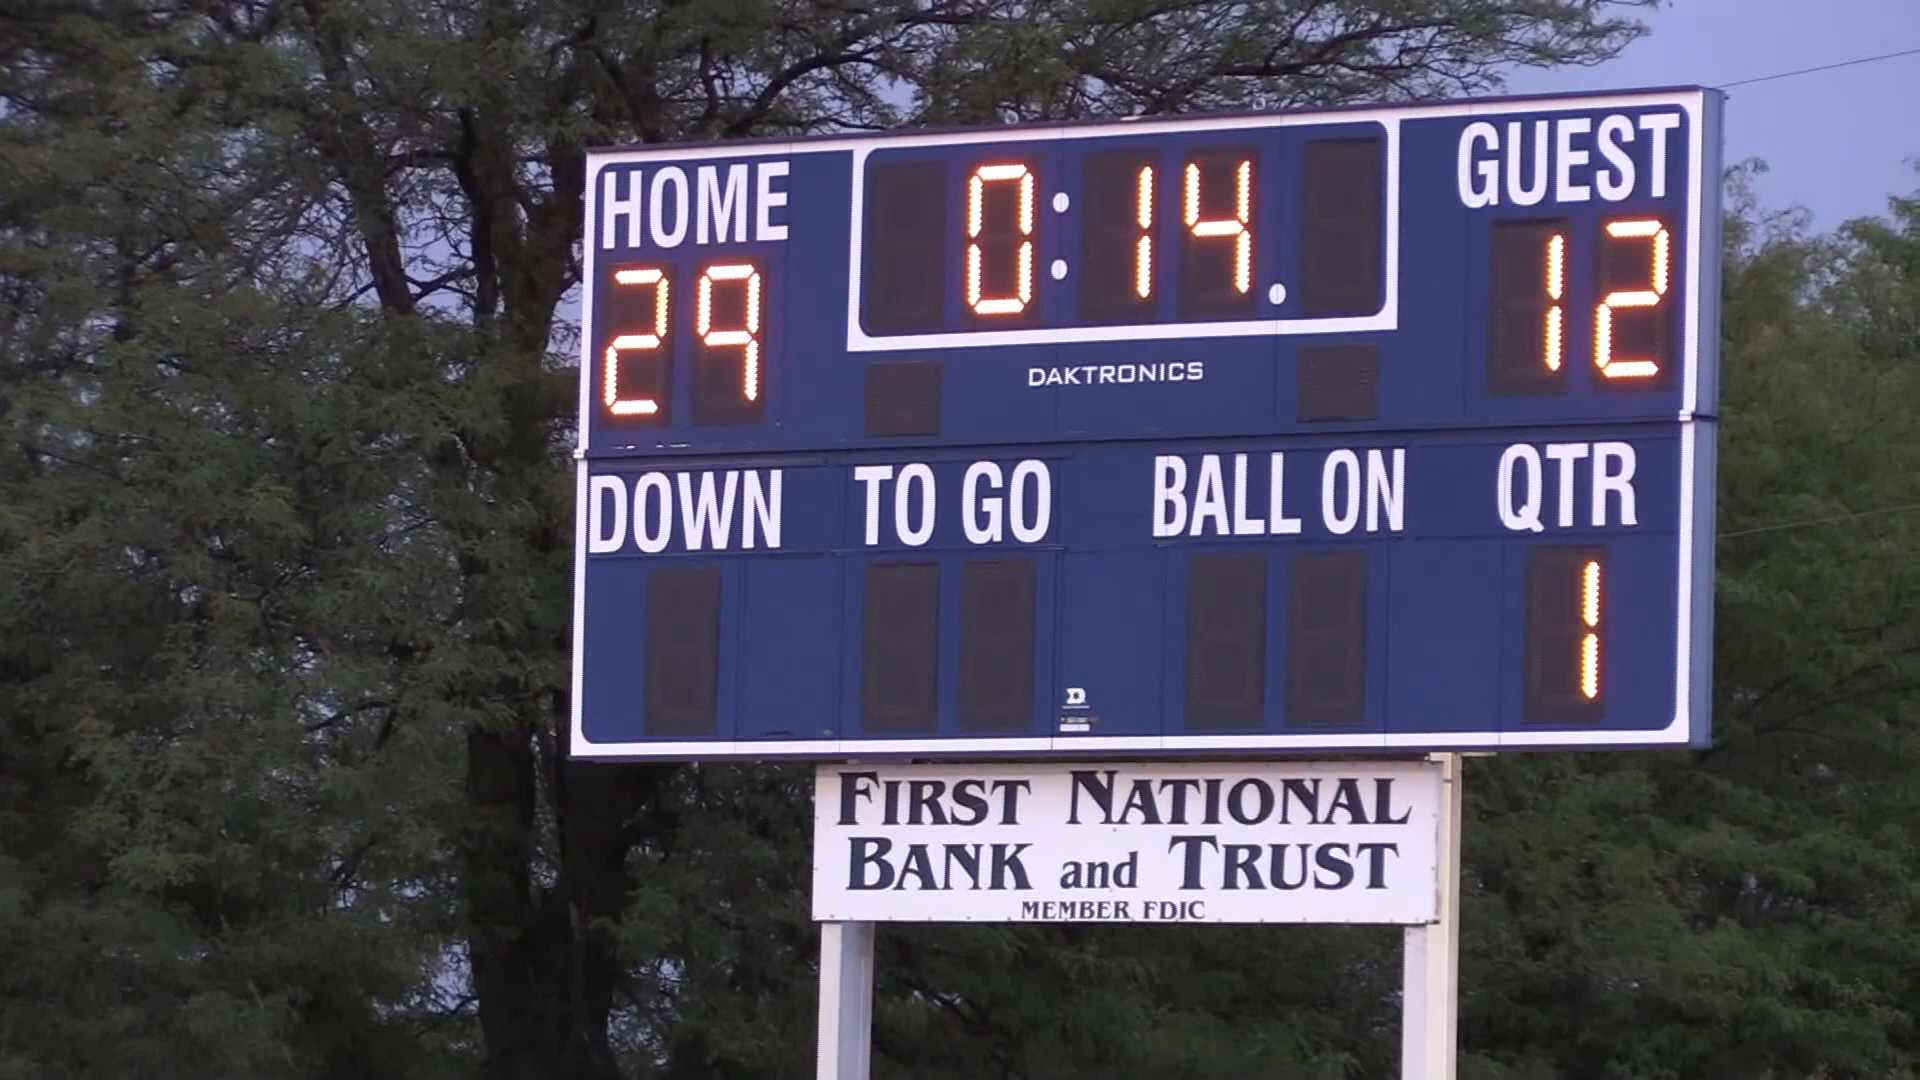 HOME 0:14. GUEST
29 12
DAKTRONICS
DOWN TO GO BALL ON QTR
1
D
FIRST NATIONAL
BANK and TRUST
MEMBER FDIC